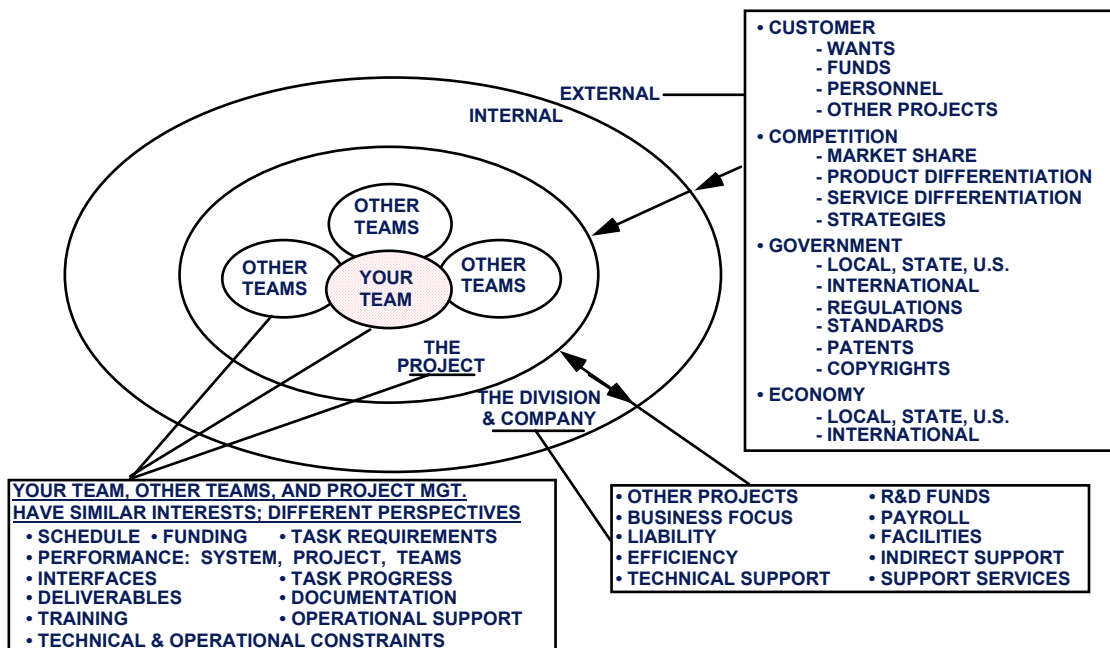 • CUSTOMER
- WANTS
- FUNDS
- PERSONNEL
- OTHER PROJECTS
• COMPETITION
- MARKET SHARE
- PRODUCT DIFFERENTIATION
- SERVICE DIFFERENTIATION
- STRATEGIES
• GOVERNMENT
- LOCAL, STATE, U.S.
- INTERNATIONAL
- REGULATIONS
- STANDARDS
- PATENTS
- COPYRIGHTS
• ECONOMY
- LOCAL, STATE, U.S.
- INTERNATIONAL
EXTERNAL
INTERNAL
OTHER
TEAMS
OTHER
TEAMS
YOUR
TEAM
OTHER
TEAMS
THE
PROJECT
THE DIVISION
& COMPANY
YOUR TEAM, OTHER TEAMS, AND PROJECT MGT.
HAVE SIMILAR INTERESTS; DIFFERENT PERSPECTIVES
• SCHEDULE • FUNDING • TASK REQUIREMENTS
• PERFORMANCE: SYSTEM, PROJECT, TEAMS
• INTERFACES • TASK PROGRESS
• DELIVERABLES • DOCUMENTATION
• TRAINING • OPERATIONAL SUPPORT
• TECHNICAL & OPERATIONAL CONSTRAINTS
• OTHER PROJECTS • R&D FUNDS
• BUSINESS FOCUS • PAYROLL
• LIABILITY • FACILITIES
• EFFICIENCY • INDIRECT SUPPORT
• TECHNICAL SUPPORT • SUPPORT SERVICES